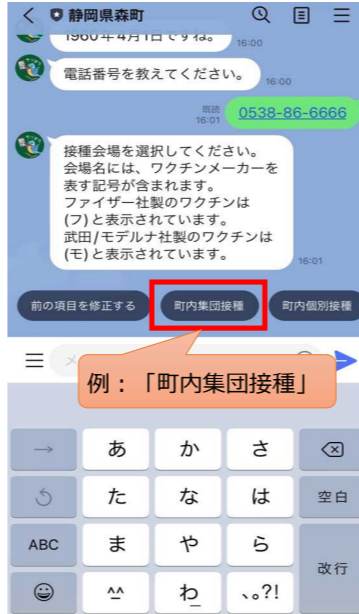 静岡県森町
1960年4月1日ですね。
16:00
電話番号を教えてください。
16:00
既読
16:01
0538-86-6666
接種会場を選択してください。
会場名には、ワクチンメーカーを
表す記号が含まれます。
ファイザー社製のワクチンは
(フ)と表示されています。
武田/モデルナ社製のワクチンは
(モ)と表示されています。
16:01
前の項目を修正する
町内集団接種
町内個別接種
例：「町内集団接種」
→ あ か さ
た な は 空白
ABC ま や ら
改行
^^ わ 、。?!